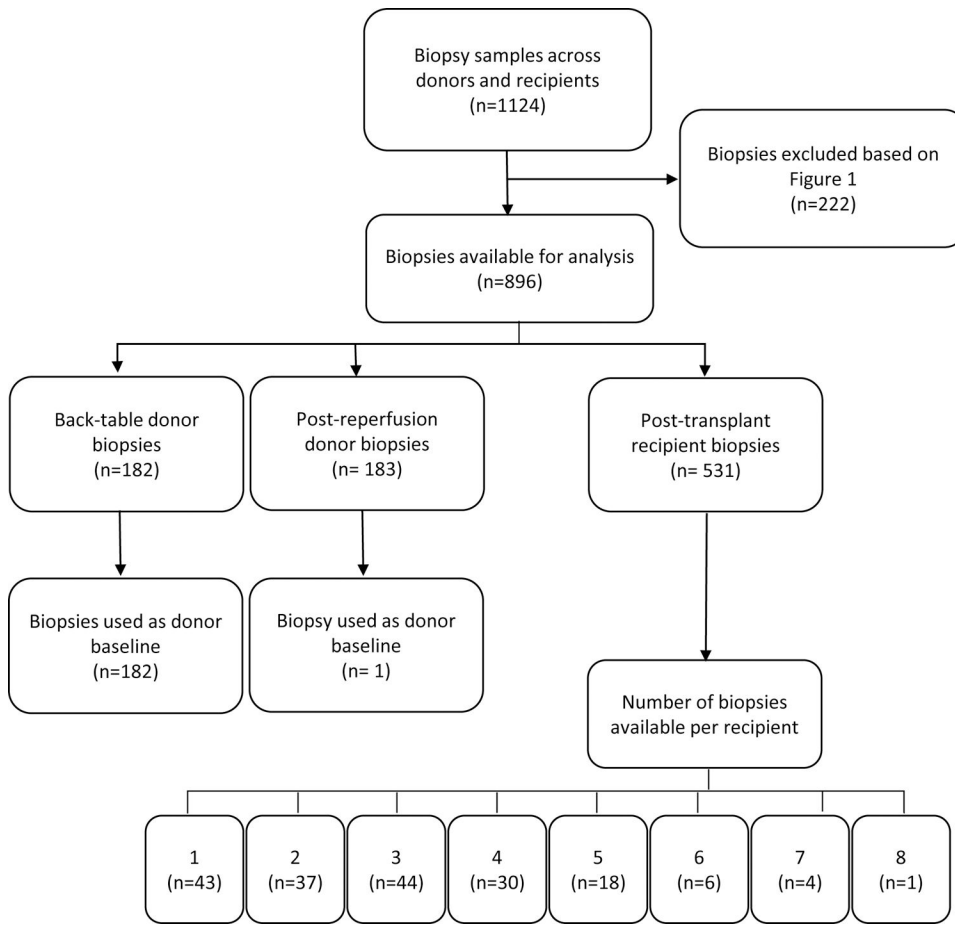 Biopsy samples across
donors and recipients
(n=1124)
Biopsies excluded based on
Figure 1
(n=222)
Biopsies available for analysis
(n=896)
Back-table donor
biopsies
(n=182)
Post-reperfusion
donor biopsies
(n= 183)
Post-transplant
recipient biopsies
(n= 531)
Biopsies used as donor
baseline
(n=182)
Biopsy used as donor
baseline
(n= 1)
Number of biopsies
available per recipient
1
(n=43)
2
(n=37)
3
(n=44)
4
(n=30)
5
(n=18)
6
(n=6)
7
(n=4)
8
(n=1)